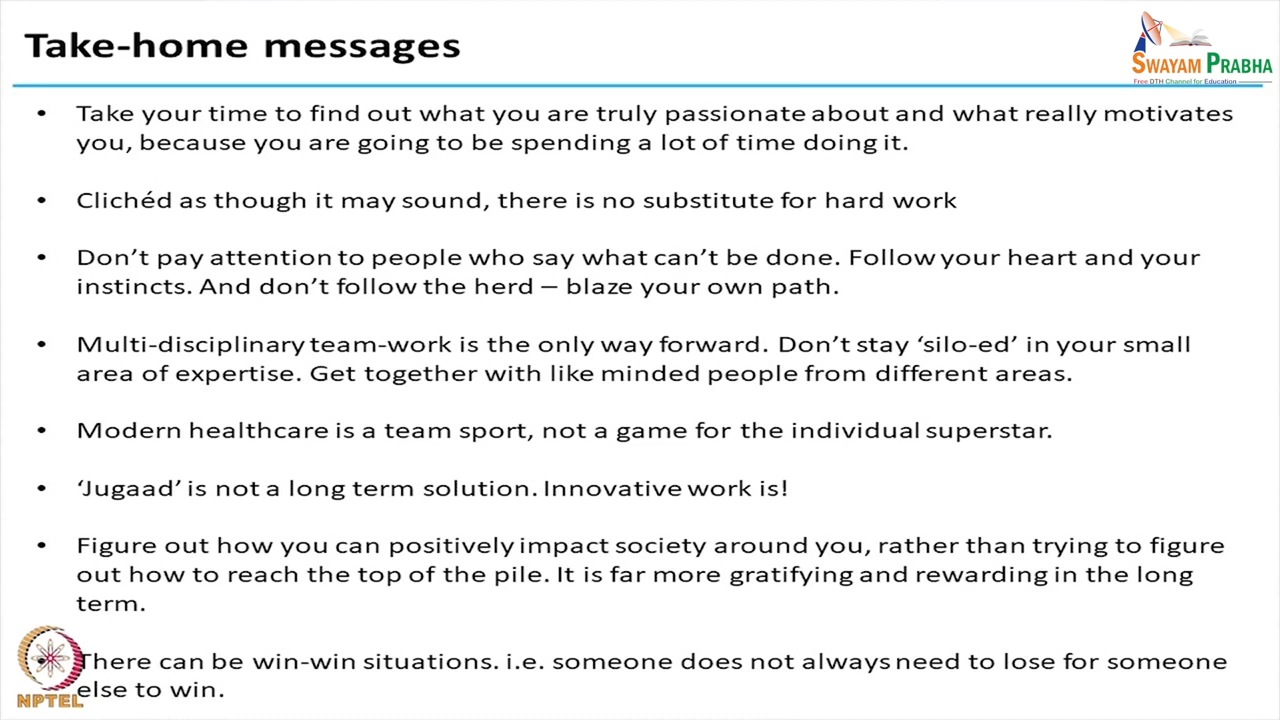 Take-home messages
SWAYAM PRABHA
Free DTH Channel for Education
• Take your time to find out what you are truly passionate about and what really motivates
you, because you are going to be spending a lot of time doing it.
• Clichéd as though it may sound, there is no substitute for hard work
• Don’t pay attention to people who say what can’t be done. Follow your heart and your
instincts. And don’t follow the herd – blaze your own path.
• Multi-disciplinary team-work is the only way forward. Don’t stay ‘silo-ed’ in your small
area of expertise. Get together with like minded people from different areas.
• Modern healthcare is a team sport, not a game for the individual superstar.
• ‘Jugaad’ is not a long term solution. Innovative work is!
• Figure out how you can positively impact society around you, rather than trying to figure
out how to reach the top of the pile. It is far more gratifying and rewarding in the long
term.
• There can be win-win situations. i.e. someone does not always need to lose for someone
else to win.
NPTEL